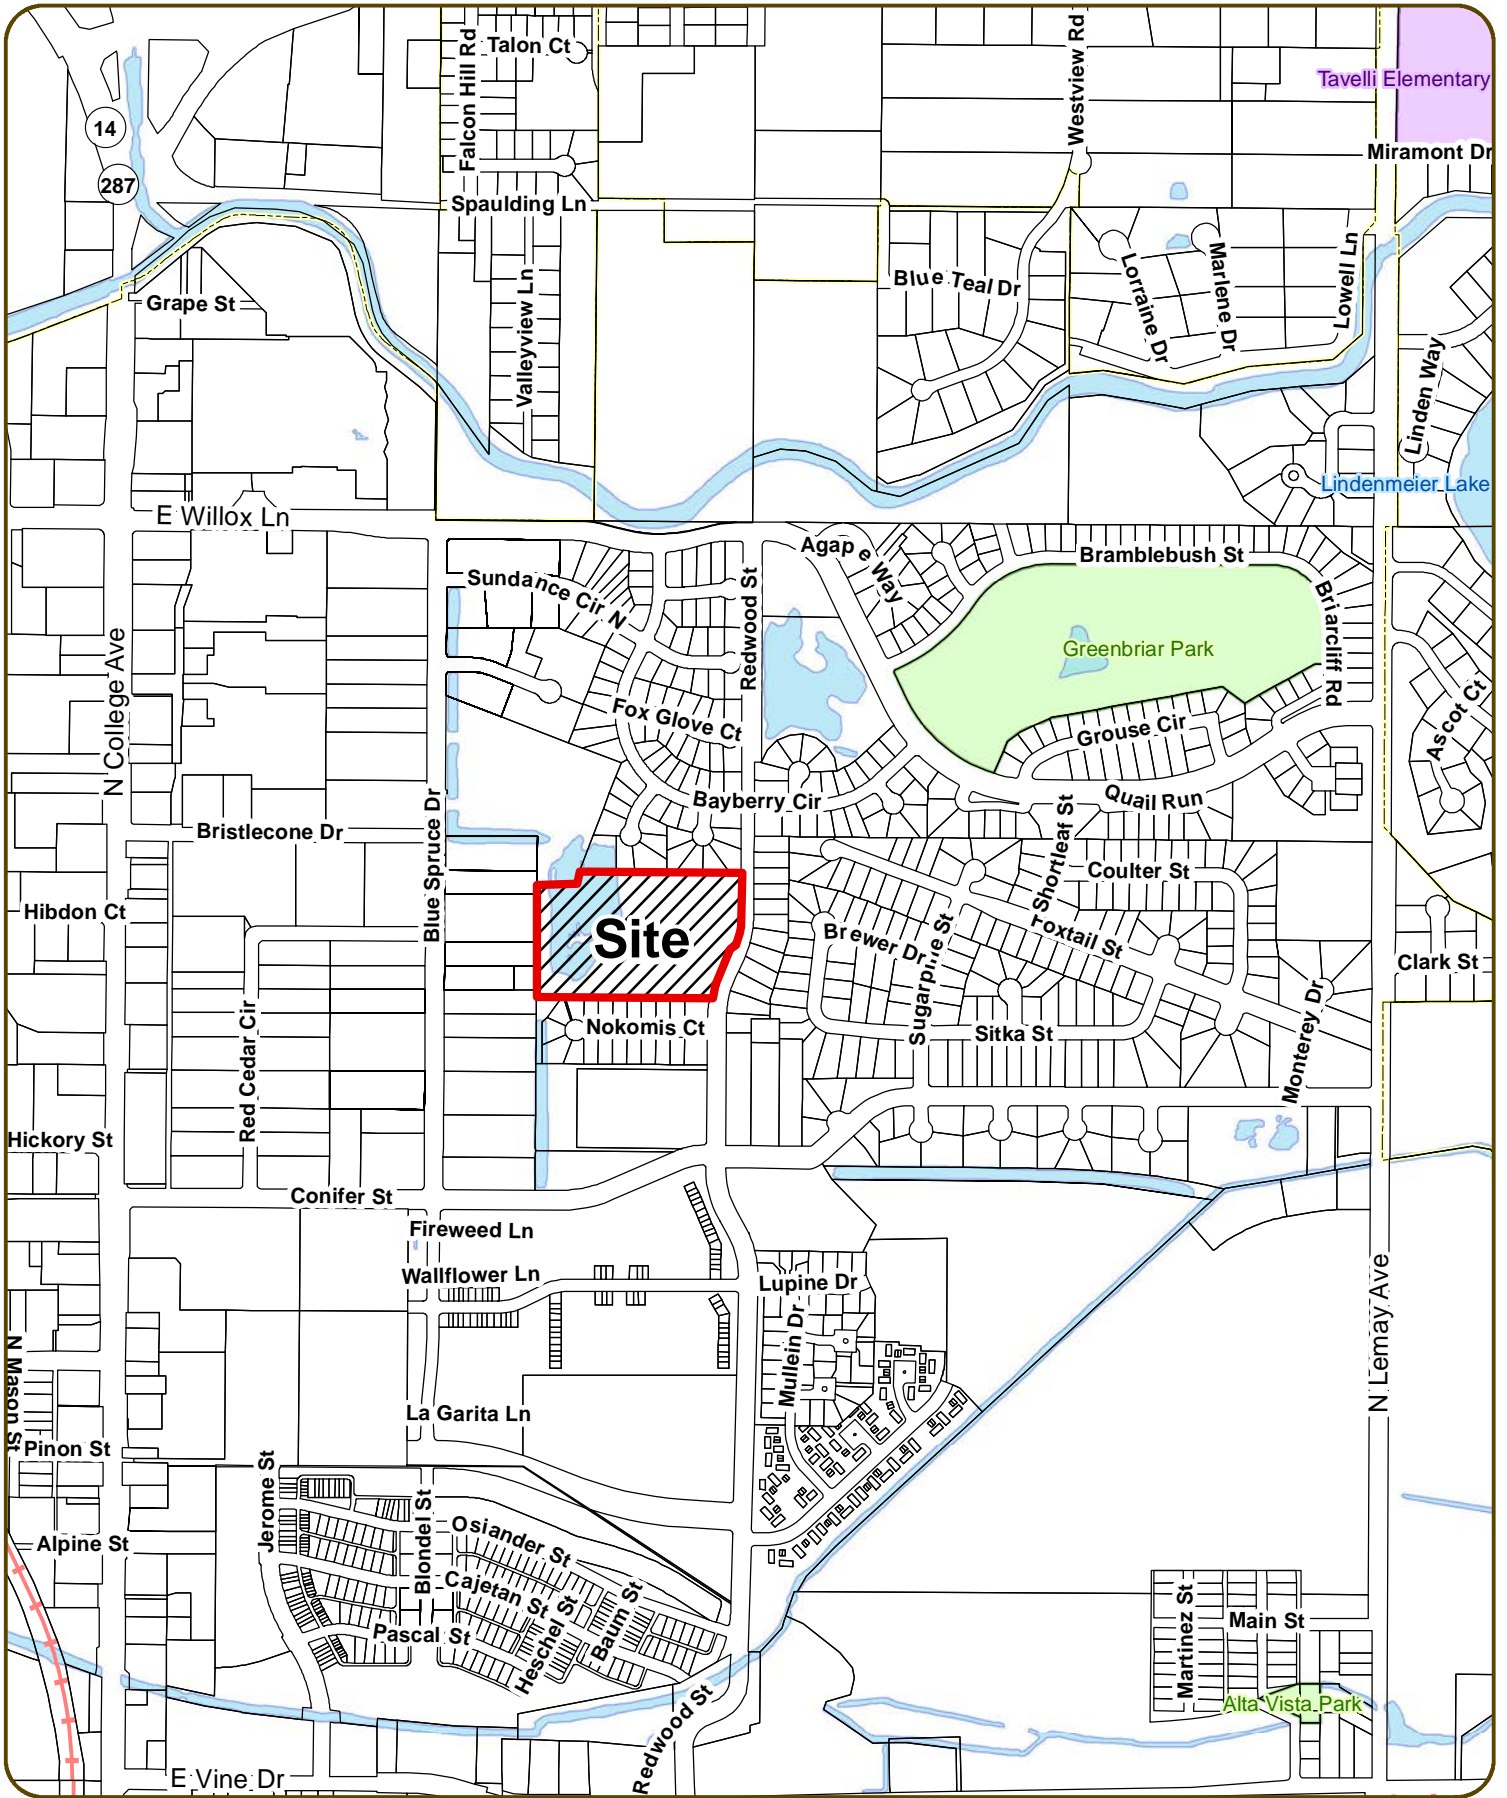 Talon Ct
Falcon Hill Rd
Westview Rd
Tavelli Elementary
14
Miramont Dr
287
Spaulding Ln
Blue Teal Dr
Lorraine Dr
Marlene Dr
Lowell Ln
Grape St
Valleyview Ln
Linden Way
Lindenmeier Lake
E Willox Ln
Agape Way
Bramblebush St
Sundance Cir N
Redwood St
Briarcliff Rd
Greenbriar Park
N College Ave
Fox Glove Ct
Grouse Cir
Ascot Ct
Bayberry Cir
Quail Run
Bristlecone Dr
Blue Spruce Dr
Shortleaf St
Coulter St
Hibdon Ct
Site
Brewer Dr
Sugarpine St
Foxtail St
Clark St
Red Cedar Cir
Nokomis Ct
Sitka St
Monterey Dr
Hickory St
Conifer St
Fireweed Ln
Wallflower Ln
Lupine Dr
Mullein Dr
N Lemay Ave
N Mason St
La Garita Ln
Pinon St
Jerome St
Blondel St
Osiander St
Alpine St
Cajetan St
Heschel St
Baum St
Pascal St
Martinez St
Main St
Alta Vista Park
Redwood St
E Vine Dr